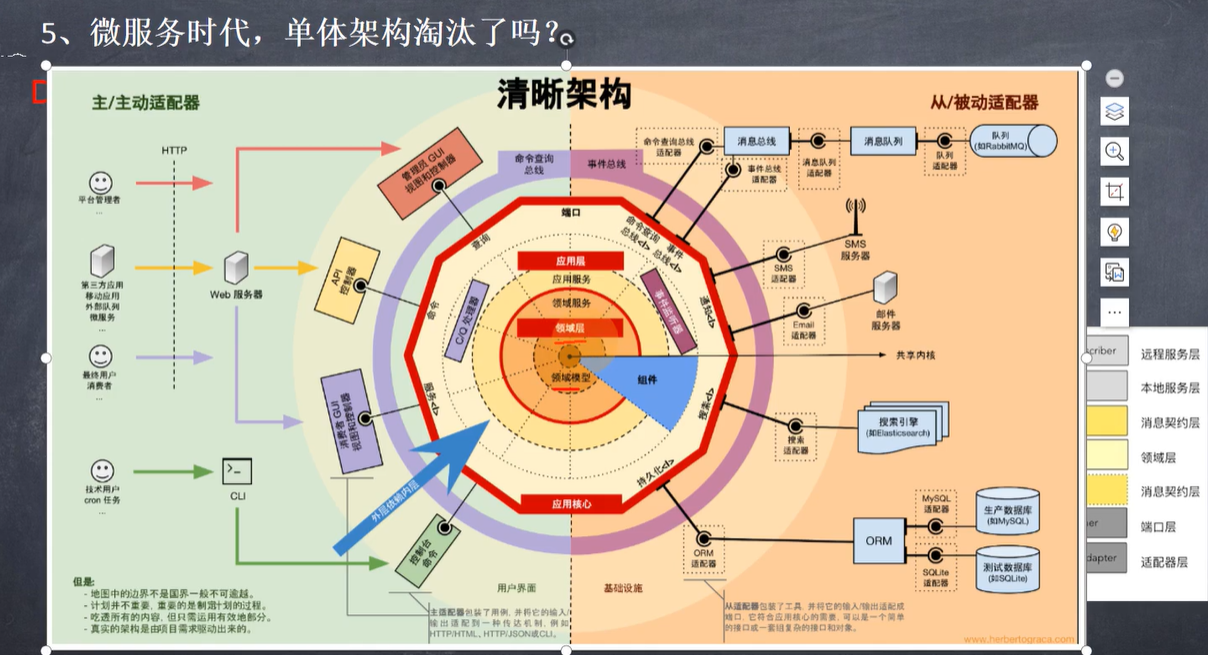 5、微服务时代，单体架构淘汰了吗?
清晰架构
主/主动适配器
从/被动适配器
HTTP
平台管理者
...
第三方应用
移动应用
外部队列
微服务
...
最终用户
消费者
...
技术用户
cron 任务
...
Web 服务器
CLI
管理员 GUI
视图和控制器
API
控制器
消费者 GUI
视图和控制器
控制台
命令
命令查询
总线
事件总线
端口
查询
命令
服务</>
命令查询
总线</>
事件
总线</>
通知</>
搜索</>
持久化</>
应用层
应用服务
领域服务
领域层
领域模型
C/Q 处理器
事件监听器
组件
应用核心
外层依赖内层
共享内核
命令查询总线
适配器
消息总线
事件总线
适配器
消息队列
适配器
消息队列
队列
适配器
队列
(如RabbitMQ)
SMS
适配器
SMS
服务器
Email
适配器
邮件
服务器
搜索
适配器
搜索引擎
(如Elasticsearch)
ORM
适配器
ORM
MySQL
适配器
生产数据库
(如MySQL)
SQLite
适配器
测试数据库
(如SQLite)
用户界面
基础设施
但是:
- 地图中的边界不是国界一般不可逾越。
- 计划并不重要，重要的是制定计划的过程。
- 吃透所有的内容，但只需运用有效地部分。
- 真实的架构是由项目需求驱动出来的。
主适配器包装了用例，并将它的输入/
输出适配到一种传达机制，例如
HTTP/HTML、HTTP/JSON或CLI。
从适配器包装了工具，并将它的输入/输出适配成
端口，它符合应用核心的需要，可以是一个简单
的接口或一套组复杂的接口和对象。
www.herbertograca.com
criber
远程服务层
本地服务层
消息契约层
领域层
消息契约层
er
端口层
dapter
适配器层